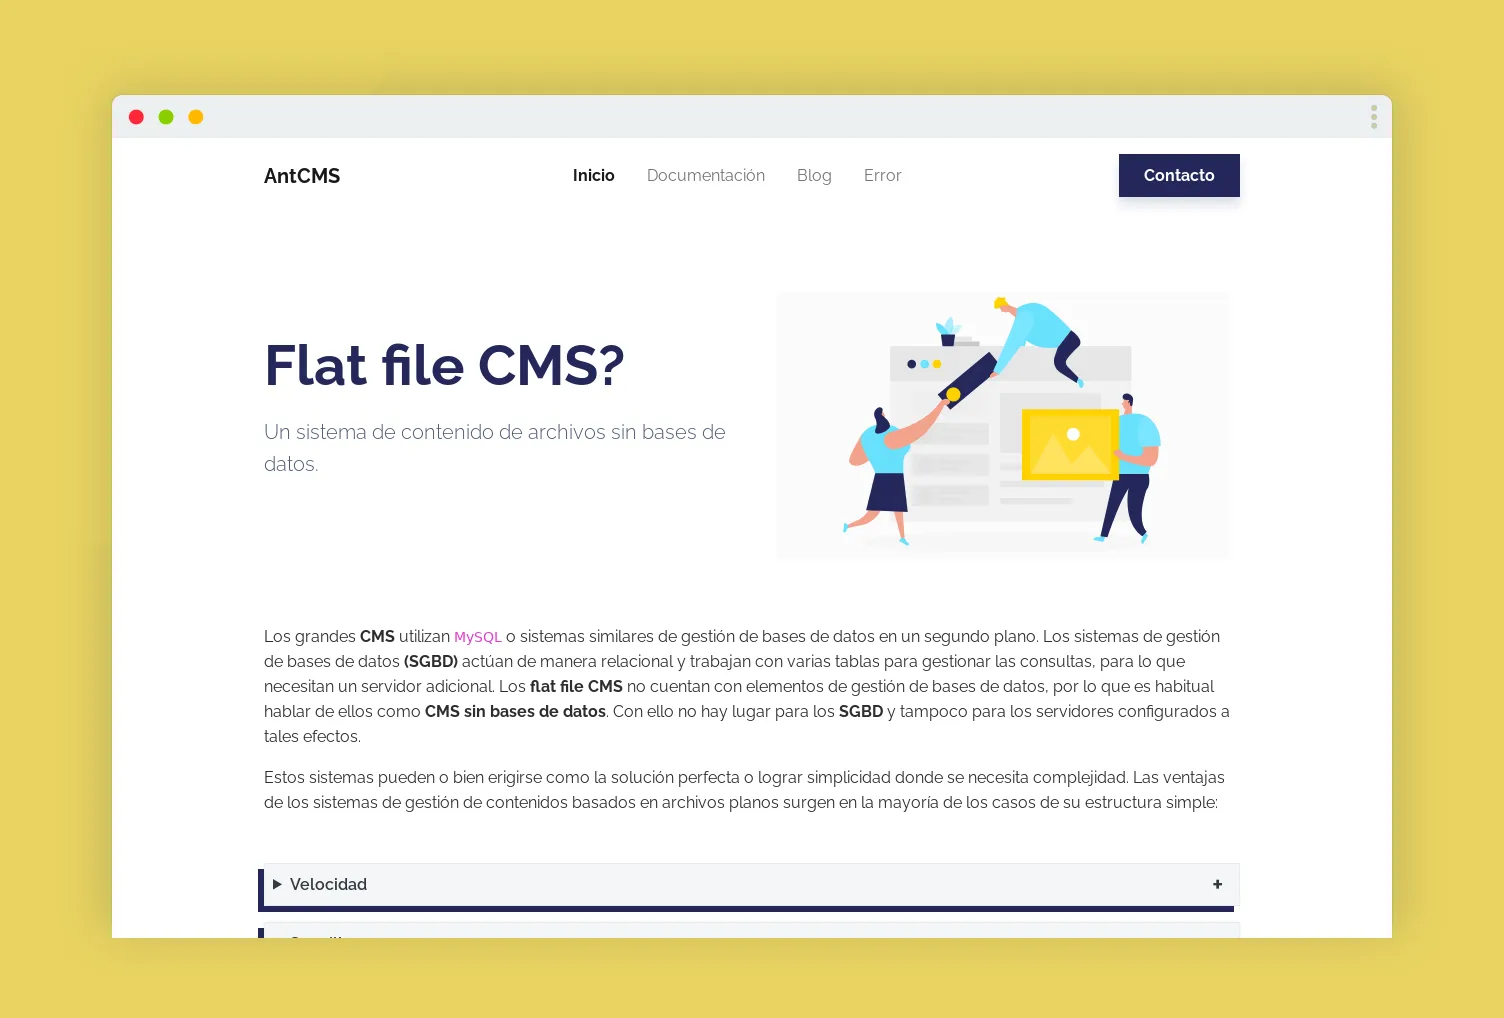 AntCMS
Inicio
Documentación
Blog
Error
Contacto
Flat file CMS?
Un sistema de contenido de archivos sin bases de
datos.
Los grandes CMS utilizan MySQL o sistemas similares de gestión de bases de datos en un segundo plano. Los sistemas de gestión
de bases de datos (SGBD) actúan de manera relacional y trabajan con varias tablas para gestionar las consultas, para lo que
necesitan un servidor adicional. Los flat file CMS no cuentan con elementos de gestión de bases de datos, por lo que es habitual
hablar de ellos como CMS sin bases de datos. Con ello no hay lugar para los SGBD y tampoco para los servidores configurados a
tales efectos.
Estos sistemas pueden o bien erigirse como la solución perfecta o lograr simplicidad donde se necesita complejidad. Las ventajas
de los sistemas de gestión de contenidos basados en archivos planos surgen en la mayoría de los casos de su estructura simple:
Velocidad +